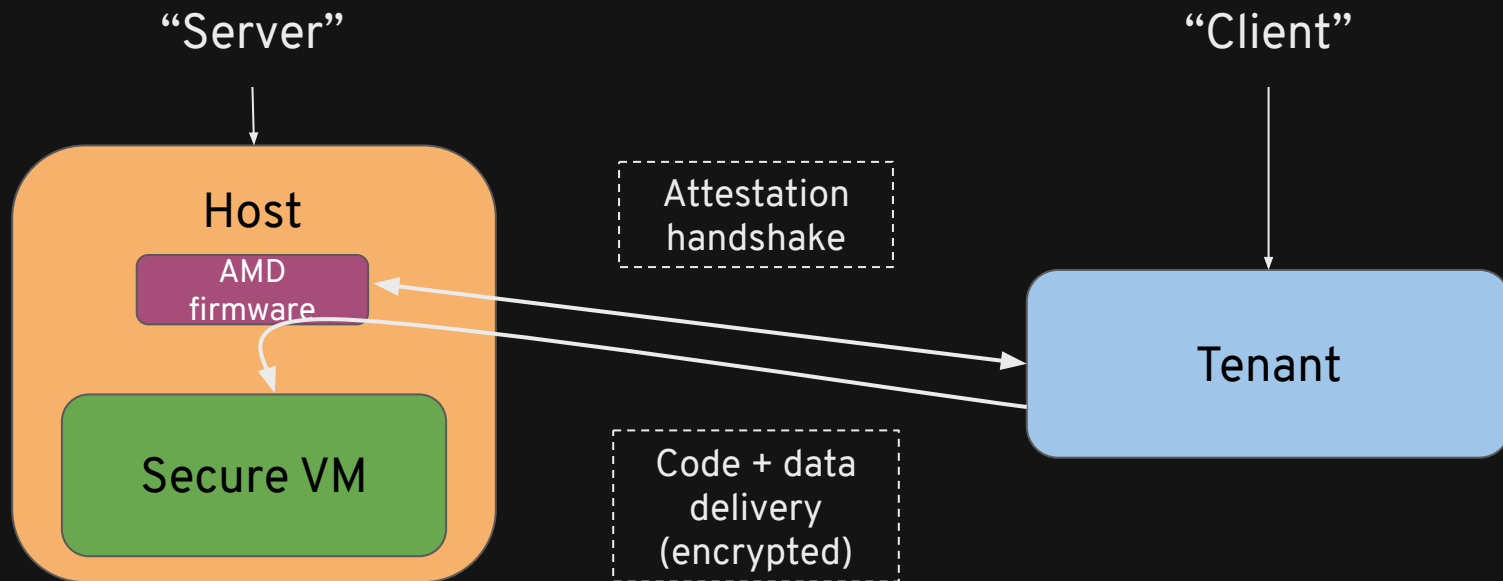 “Server”
“Client”
Host
AMD
firmware
Secure VM
Attestation
handshake
Code + data
delivery
(encrypted)
Tenant